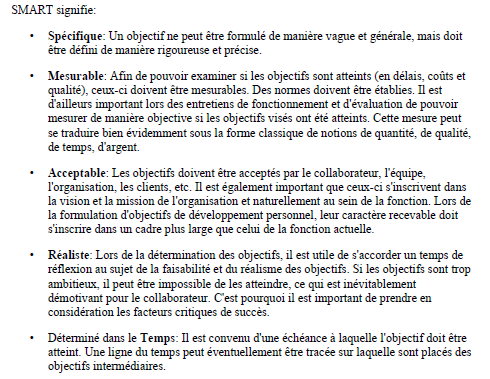 SMART signifie:
• Spécifique: Un objectif ne peut être formulé de manière vague et générale, mais doit
être défini de manière rigoureuse et précise.
• Mesurable: Afin de pouvoir examiner si les objectifs sont atteints (en délais, coûts et
qualité), ceux-ci doivent être mesurables. Des normes doivent être établies. Il est
d'ailleurs important lors des entretiens de fonctionnement et d'évaluation de pouvoir
mesurer de manière objective si les objectifs visés ont été atteints. Cette mesure peut
se traduire bien évidemment sous la forme classique de notions de quantité, de qualité,
de temps, d'argent.
• Acceptable: Les objectifs doivent être acceptés par le collaborateur, l'équipe,
l'organisation, les clients, etc. Il est également important que ceux-ci s'inscrivent dans
la vision et la mission de l'organisation et naturellement au sein de la fonction. Lors de
la formulation d'objectifs de développement personnel, leur caractère recevable doit
s'inscrire dans un cadre plus large que celui de la fonction actuelle.
• Réaliste: Lors de la détermination des objectifs, il est utile de s'accorder un temps de
réflexion au sujet de la faisabilité et du réalisme des objectifs. Si les objectifs sont trop
ambitieux, il peut être impossible de les atteindre, ce qui est inévitablement
démotivant pour le collaborateur. C'est pourquoi il est important de prendre en
considération les facteurs critiques de succès.
• Déterminé dans le Temps: Il est convenu d'une échéance à laquelle l'objectif doit être
atteint. Une ligne du temps peut éventuellement être tracée sur laquelle sont placés des
objectifs intermédiaires.